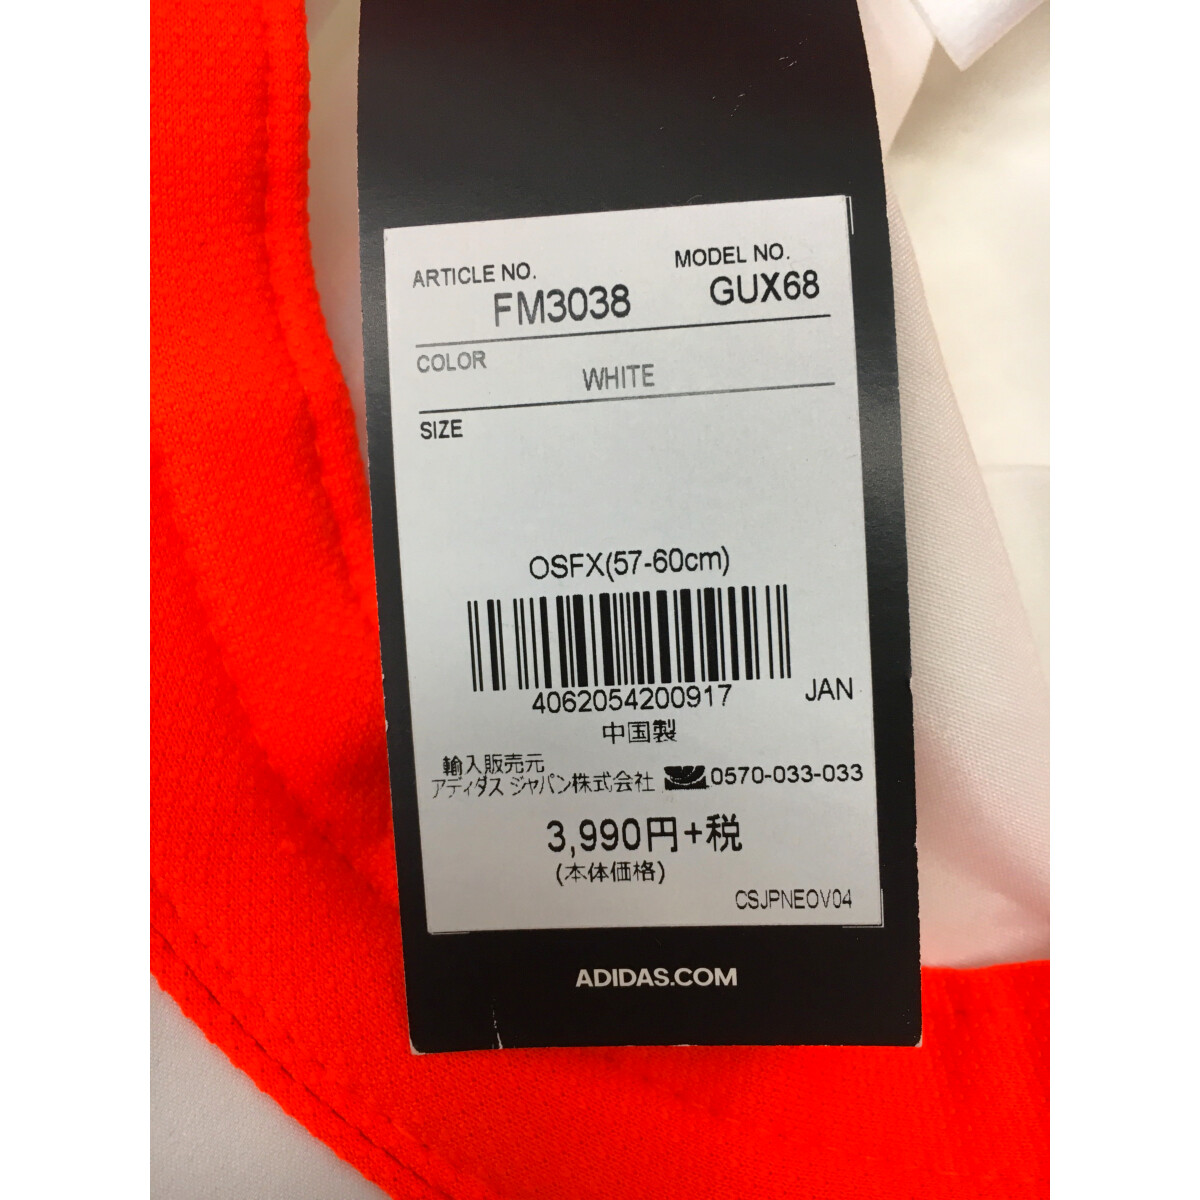 ARTICLE NO. MODEL NO.
FM3038 GUX68
COLOR
WHITE
SIZE
OSFX(57-60cm)
4062054200917 JAN
中国製
輸入販売元
アディダス ジャパン株式会社 0570-033-033
3,990円+税
(本体価格)
CSJPNEOV04
ADIDAS.COM